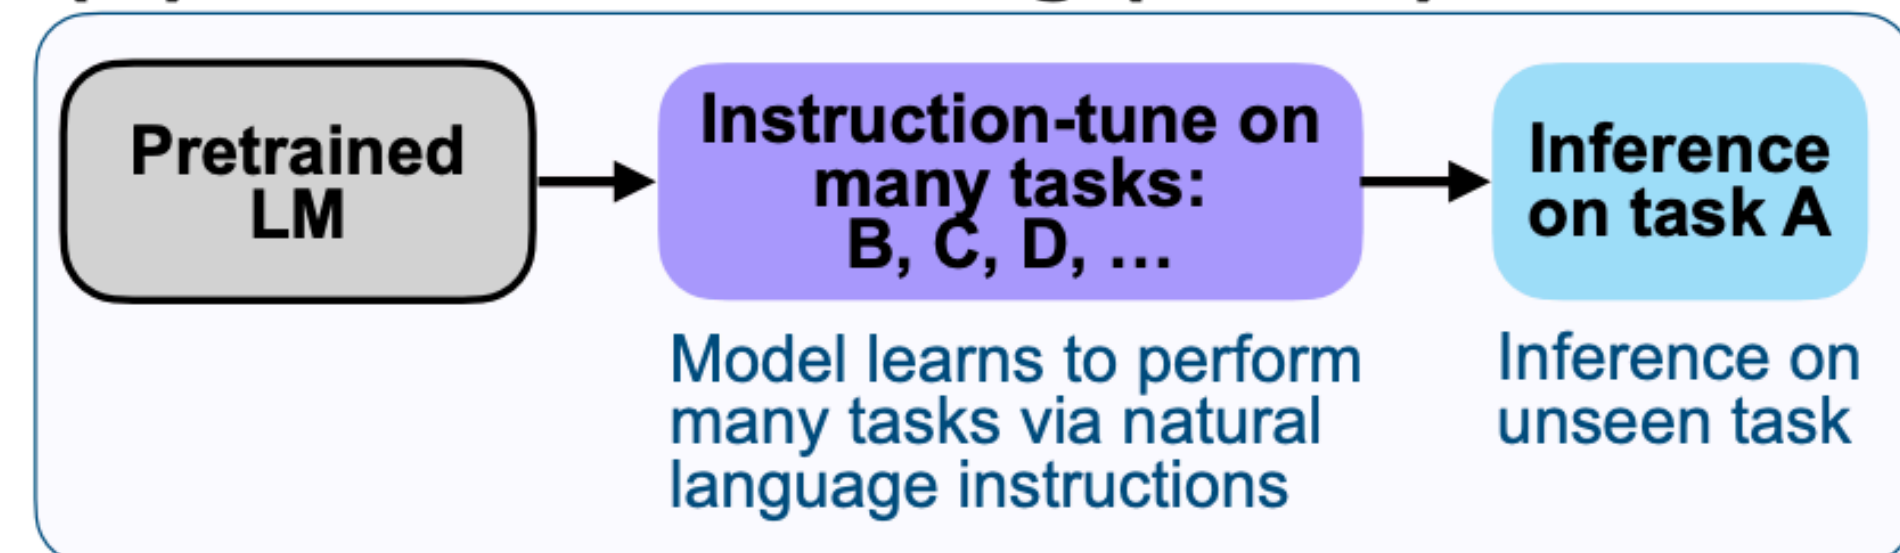 Pretrained
LM
Instruction-tune on
many tasks:
B, C, D, …
Inference
on task A
Model learns to perform
many tasks via natural
language instructions
Inference on
unseen task